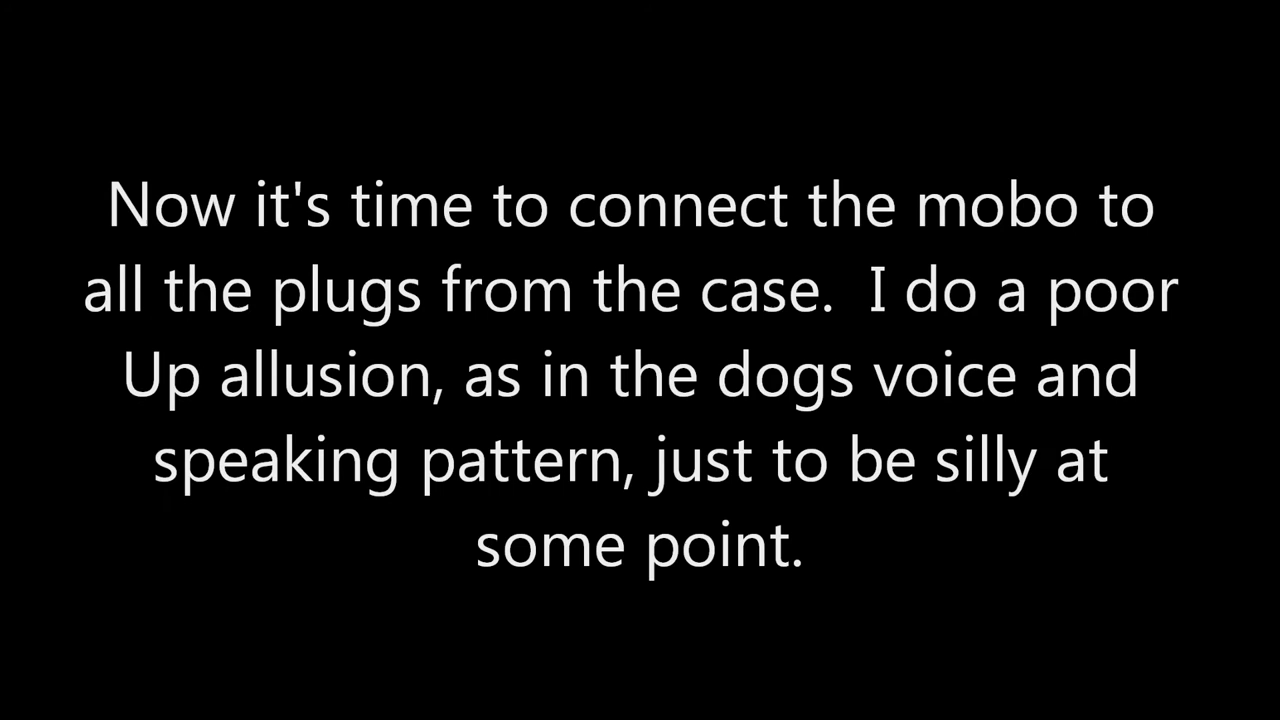 Now it's time to connect the mobo to
all the plugs from the case.  I do a poor
Up allusion, as in the dogs voice and
speaking pattern, just to be silly at
some point.